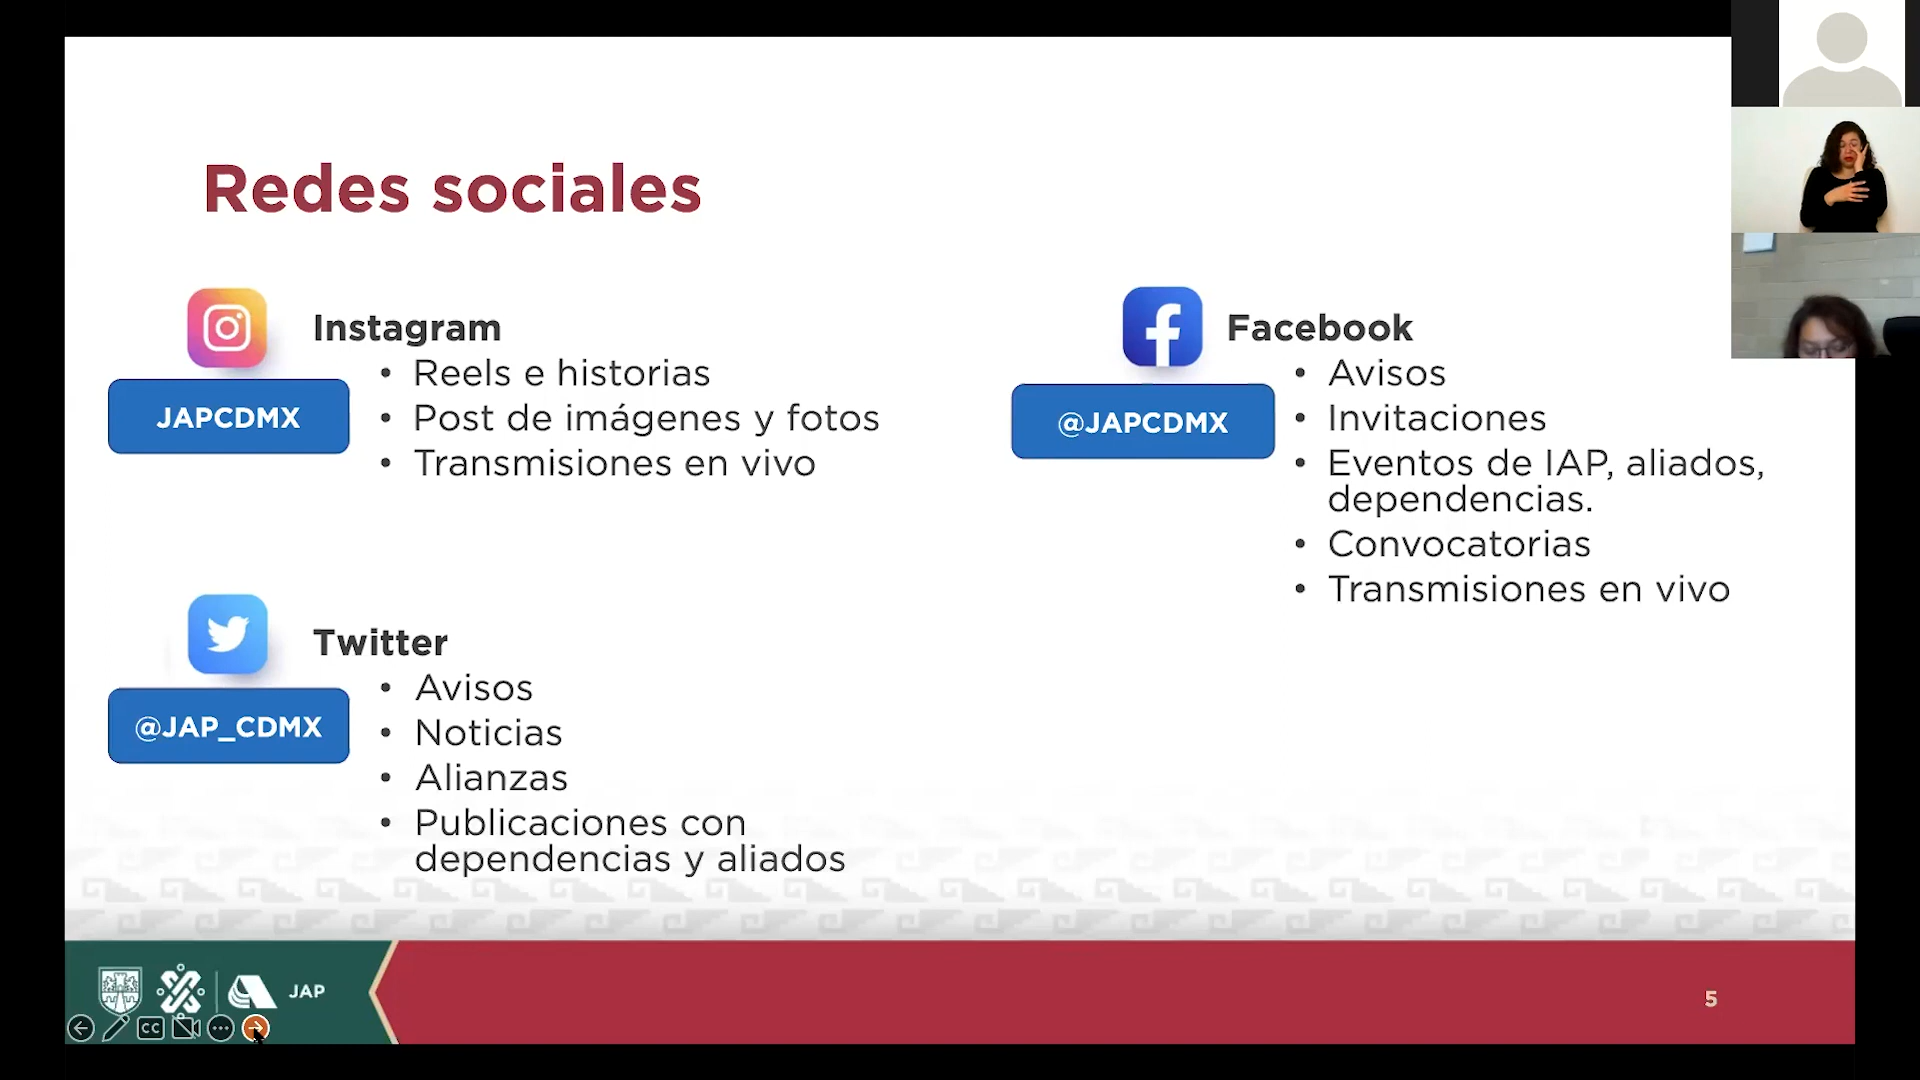 Redes sociales
Instagram
JAPCDMX
• Reels e historias
• Post de imágenes y fotos
• Transmisiones en vivo
Twitter
@JAP_CDMX
• Avisos
• Noticias
• Alianzas
• Publicaciones con
dependencias y aliados
Facebook
@JAPCDMX
• Avisos
• Invitaciones
• Eventos de IAP, aliados,
dependencias.
• Convocatorias
• Transmisiones en vivo
JAP
CC
5